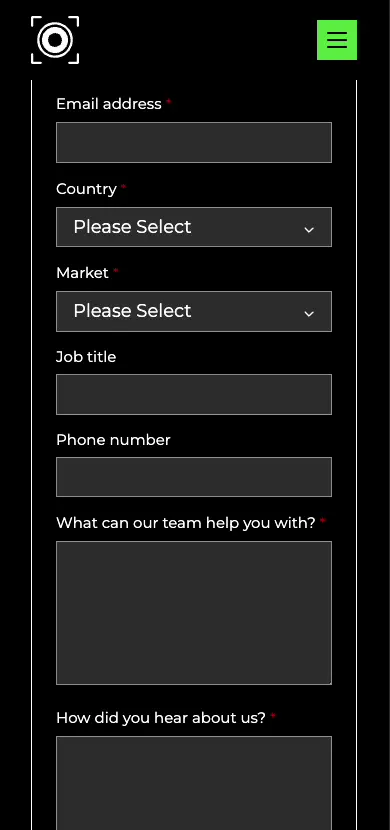 Email address *
Country *
Please Select
Market *
Please Select
Job title
Phone number
What can our team help you with? *
How did you hear about us? *